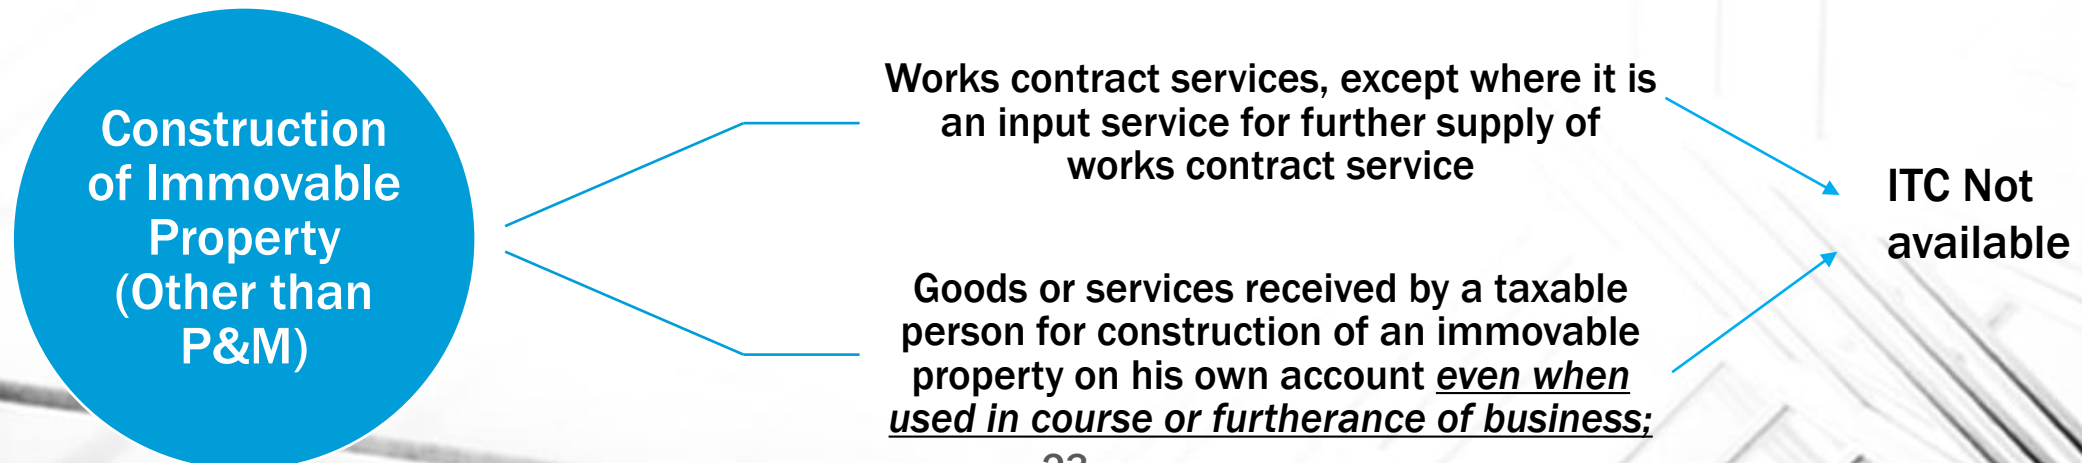 Construction
of Immovable
Property
(Other than
P&M)
Works contract services, except where it is
an input service for further supply of
works contract service
Goods or services received by a taxable
person for construction of an immovable
property on his own account even when
used in course or furtherance of business;
ITC Not
available